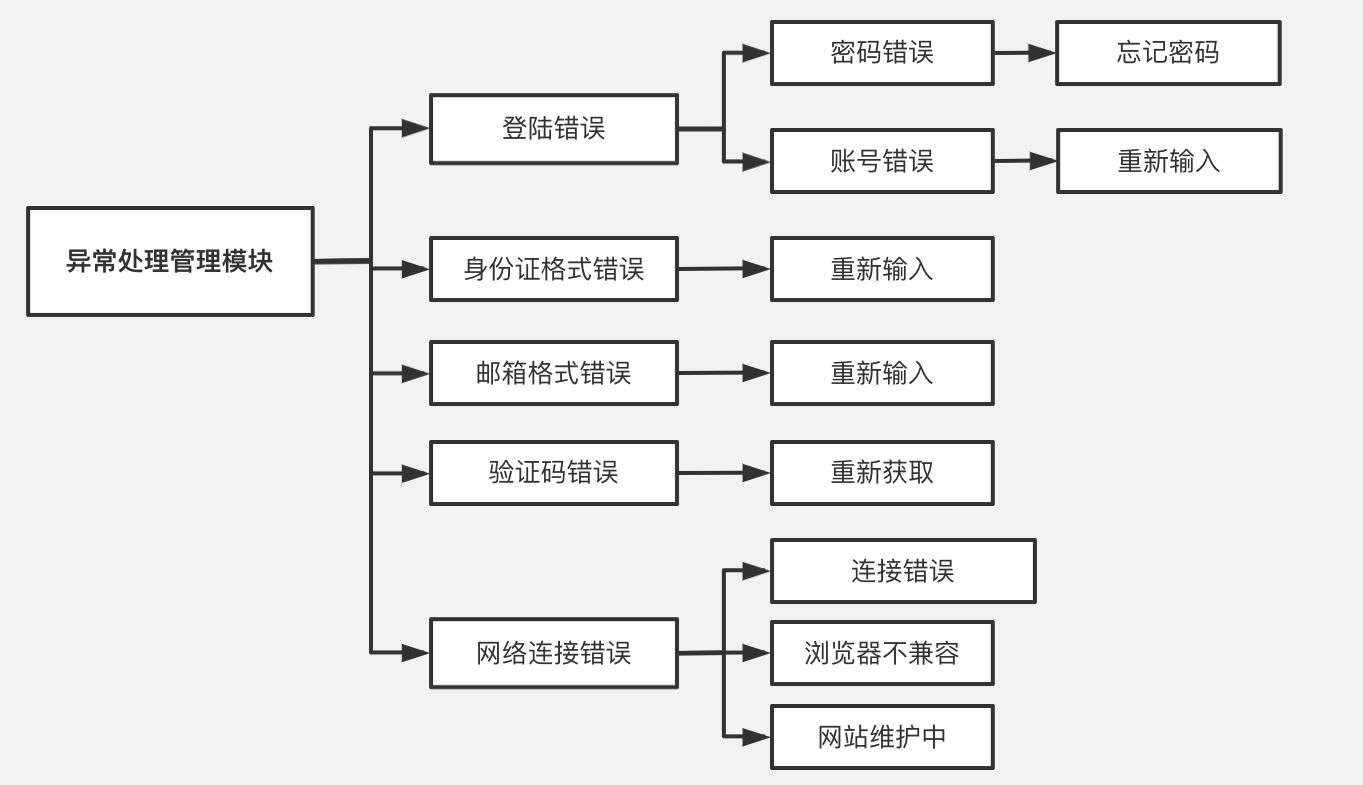 异常处理管理模块
登陆错误
密码错误
忘记密码
账号错误
重新输入
身份证格式错误
重新输入
邮箱格式错误
重新输入
验证码错误
重新获取
网络连接错误
连接错误
浏览器不兼容
网站维护中